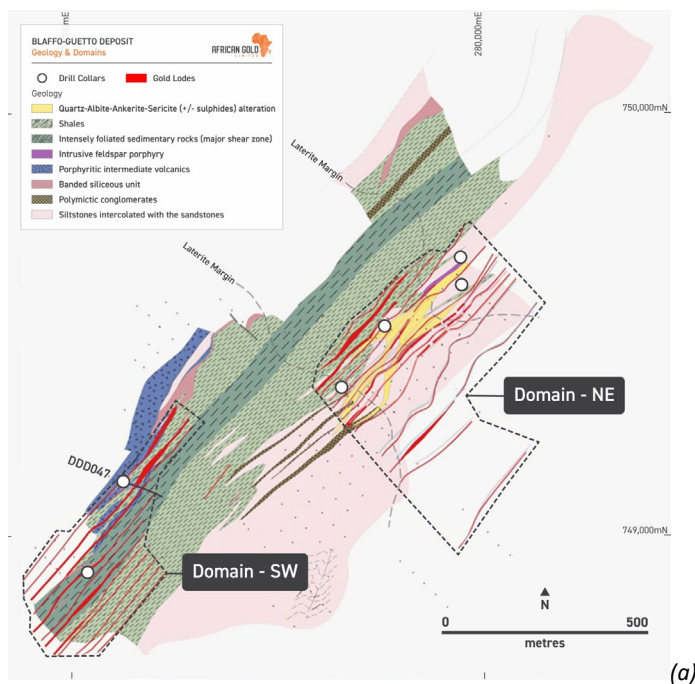 BLAFFO-GUETTO DEPOSIT
Geology & Domains
AFRICAN GOLD
LIMITED
Drill Collars
Gold Lodes
Geology
Quartz-Albite-Ankerite-Sericite (+/- sulphides) alteration
Shales
Intensely foliated sedimentary rocks (major shear zone)
Intrusive feldspar porphyry
Porphyritic intermediate volcanics
Banded siliceous unit
Polymictic conglomerates
Siltstones intercolated with the sandstones
280,000mE
750,000mN
Laterite Margin
Laterite Margin
Domain - NE
DDD047
749,000mN
Domain - SW
N
0
500
metres
(a)